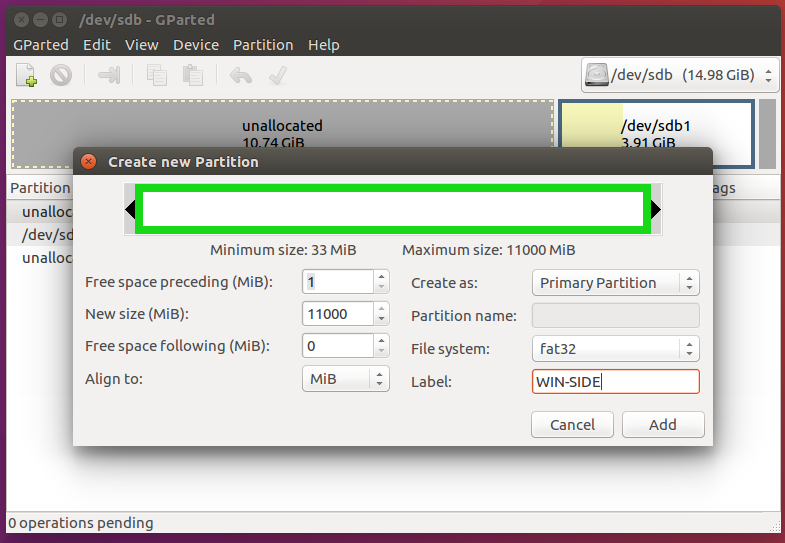 /dev/sdb - GParted
GParted Edit View Device Partition Help
/dev/sdb (14.98 GiB)
unallocated /dev/sdb1
10.74 GiB 3.91 GiB
Create new Partition
Partition ags
unalloc
/dev/sd
unalloc
Minimum size: 33 MiB Maximum size: 11000 MiB
Free space preceding (MiB): 1 Create as: Primary Partition
New size (MiB): 11000 Partition name:
Free space following (MiB): 0 File system: fat32
Align to: MiB Label: WIN-SIDE
Cancel Add
0 operations pending